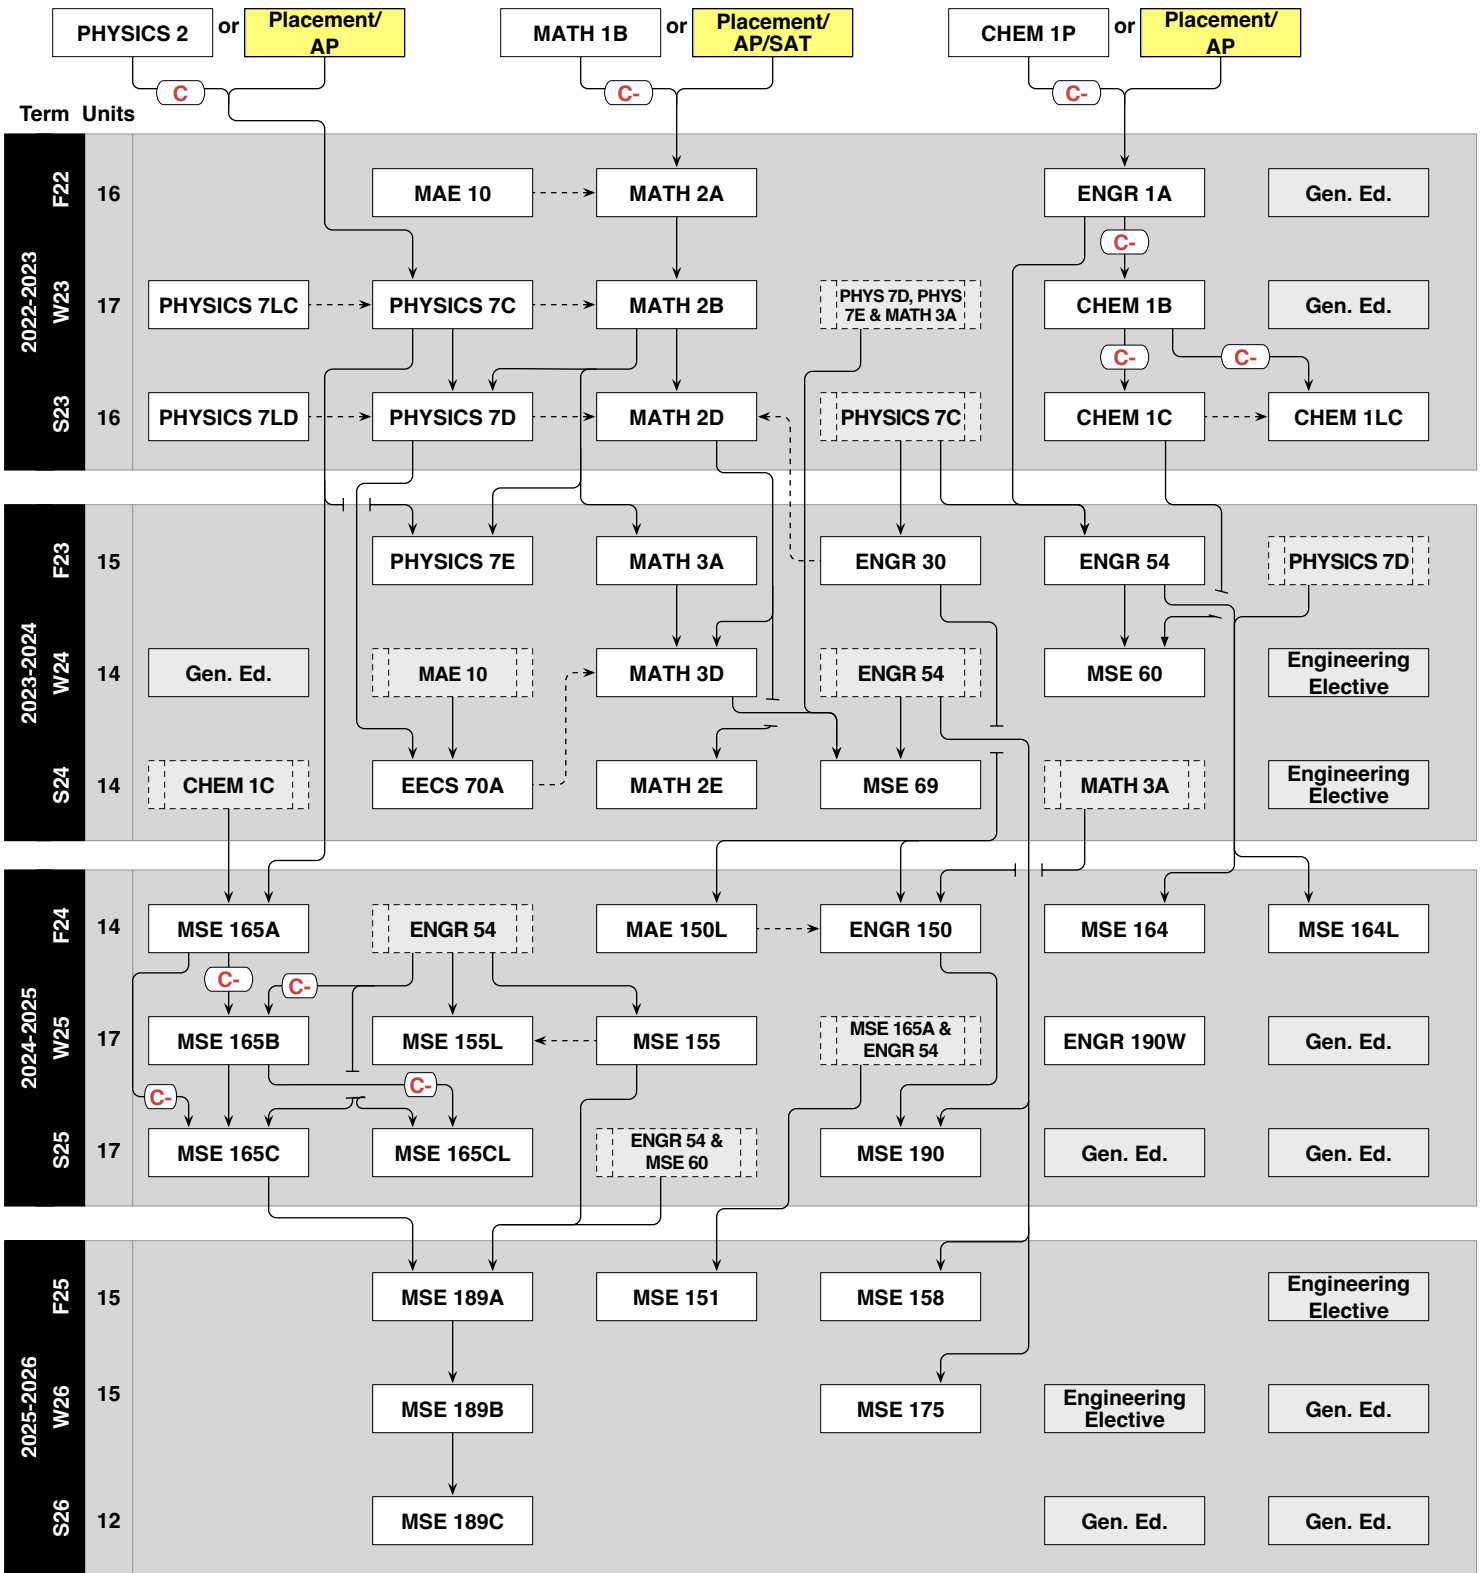 PHYSICS 2
or
Placement/
AP
MATH 1B
or
Placement/
AP/SAT
CHEM 1P
or
Placement/
AP
C
C-
C-
Term Units
2022-2023
F22
16
MAE 10
MATH 2A
ENGR 1A
Gen. Ed.
C-
W23
17
PHYSICS 7LC
PHYSICS 7C
MATH 2B
PHYS 7D, PHYS
7E & MATH 3A
CHEM 1B
Gen. Ed.
C-
C-
S23
16
PHYSICS 7LD
PHYSICS 7D
MATH 2D
PHYSICS 7C
CHEM 1C
CHEM 1LC
2023-2024
F23
15
PHYSICS 7E
MATH 3A
ENGR 30
ENGR 54
PHYSICS 7D
W24
14
Gen. Ed.
MAE 10
MATH 3D
ENGR 54
MSE 60
Engineering
Elective
S24
14
CHEM 1C
EECS 70A
MATH 2E
MSE 69
MATH 3A
Engineering
Elective
2024-2025
F24
14
MSE 165A
ENGR 54
MAE 150L
ENGR 150
MSE 164
MSE 164L
C-
C-
W25
17
MSE 165B
MSE 155L
MSE 155
MSE 165A &
ENGR 54
ENGR 190W
Gen. Ed.
C-
C-
S25
17
MSE 165C
MSE 165CL
ENGR 54 &
MSE 60
MSE 190
Gen. Ed.
Gen. Ed.
2025-2026
F25
15
MSE 189A
MSE 151
MSE 158
Engineering
Elective
W26
15
MSE 189B
MSE 175
Engineering
Elective
Gen. Ed.
S26
12
MSE 189C
Gen. Ed.
Gen. Ed.